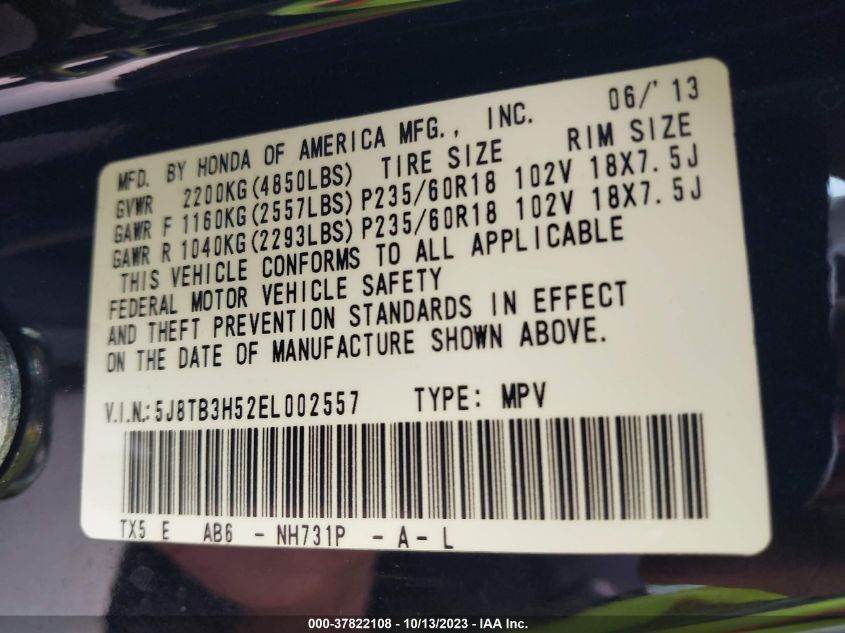 06/'13
MFD. BY HONDA OF AMERICA MFG., INC.
GVWR 2200KG(4850LBS) TIRE SIZE RIM SIZE
GAWR F 1160KG(2557LBS)P235/60R18 102V 18X7.5J
GAWR R 1040KG(2293LBS)P235/60R18 102V 18X7.5J
THIS VEHICLE CONFORMS TO ALL APPLICABLE
FEDERAL MOTOR VEHICLE SAFETY
AND THEFT PREVENTION STANDARDS IN EFFECT
ON THE DATE OF MANUFACTURE SHOWN ABOVE.
V.I.N.:5J8TB3H52EL002557 TYPE: MPV
TX5 E AB6 - NH731P - A - L
000-37822108 - 10/13/2023 - IAA Inc.